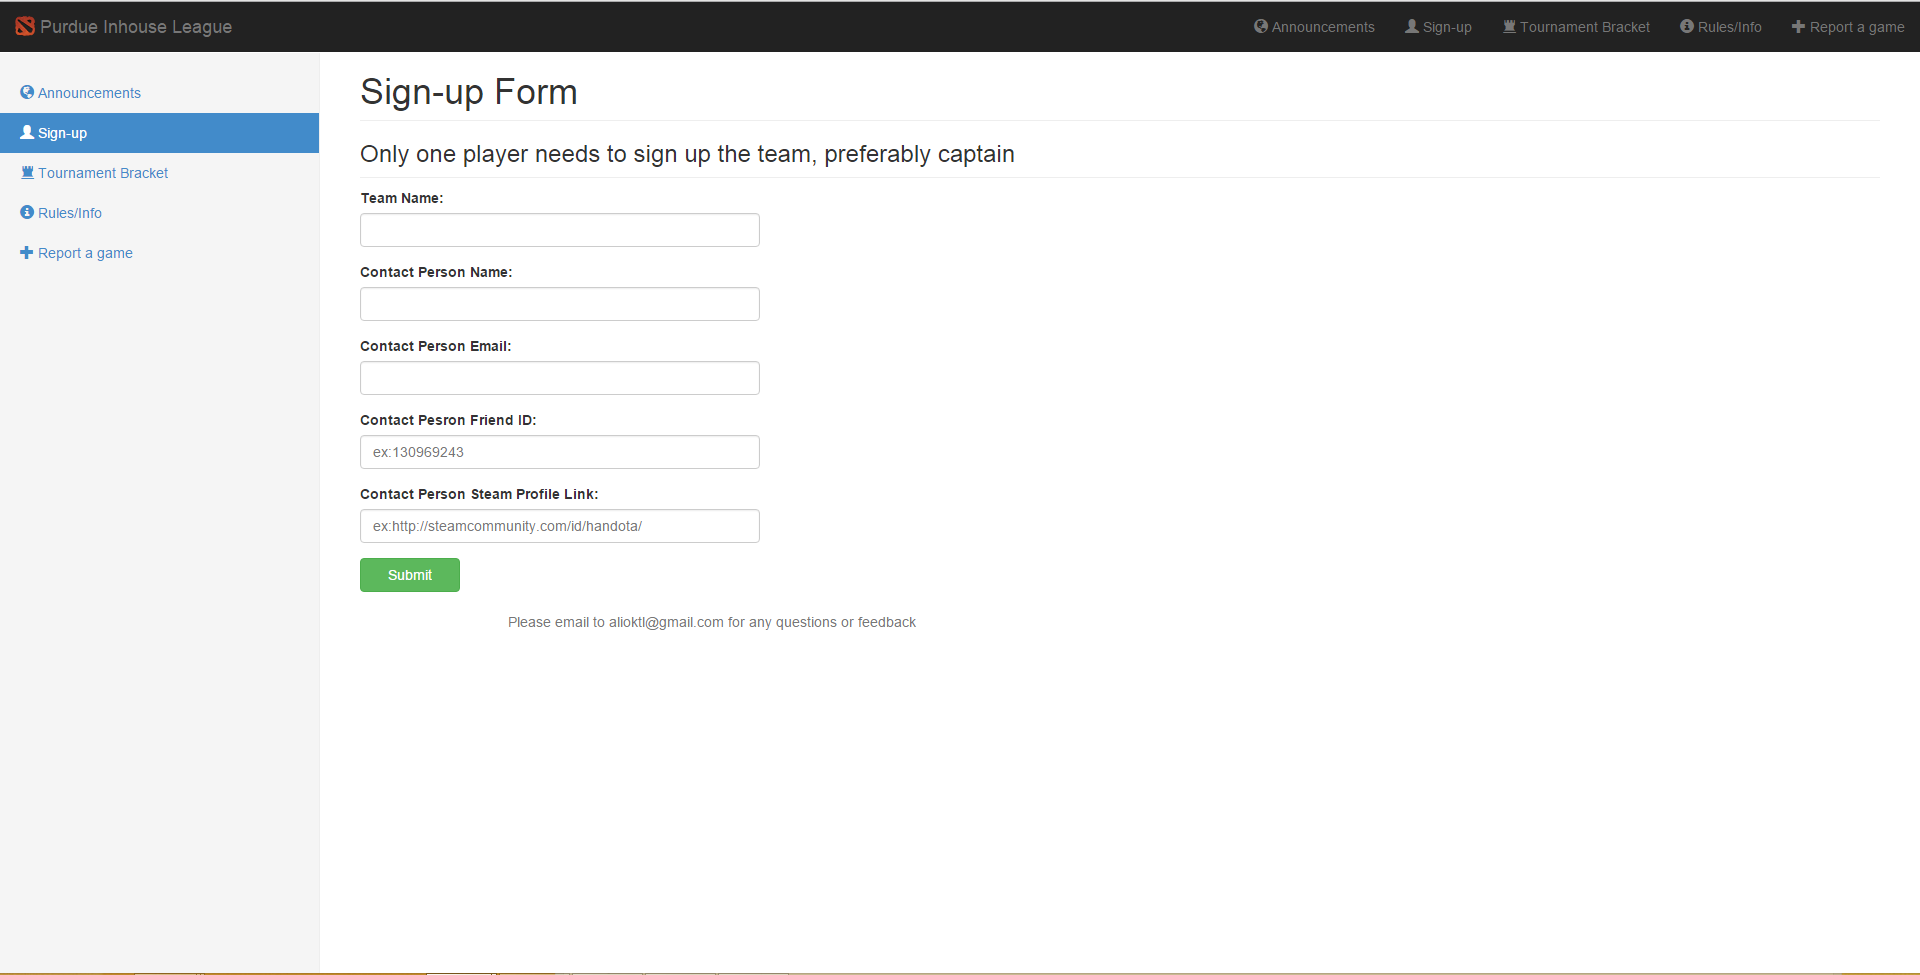 Purdue Inhouse League
Announcements
Sign-up
Tournament Bracket
Rules/Info
Report a game
Announcements
Sign-up
Tournament Bracket
Rules/Info
Report a game
Sign-up Form
Only one player needs to sign up the team, preferably captain
Team Name:
Contact Person Name:
Contact Person Email:
Contact Pesron Friend ID:
ex:130969243
Contact Person Steam Profile Link:
ex:http://steamcommunity.com/id/handota/
Submit
Please email to alioktl@gmail.com for any questions or feedback